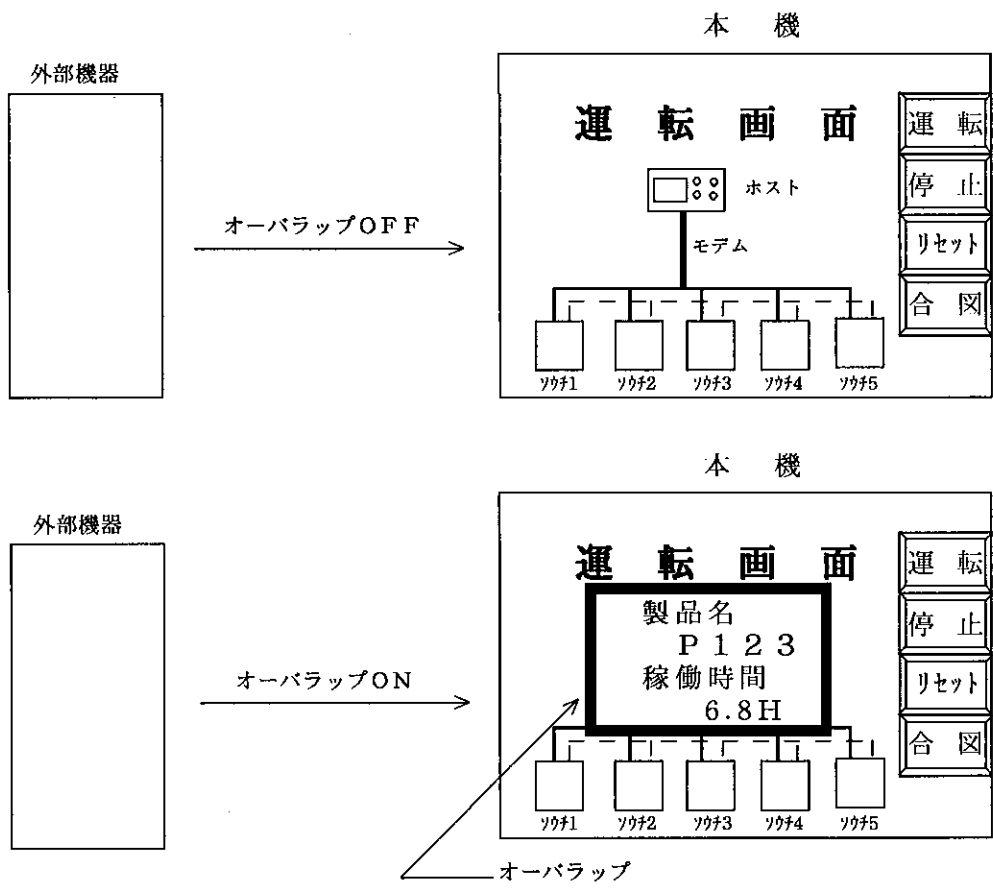 本 機
外部機器
運 転 画 面
運 転
停 止
リセット
合 図
ホスト
モデム
オーバラップOFF
ソウチ1 ソウチ2 ソウチ3 ソウチ4 ソウチ5
本 機
外部機器
運 転 画 面
運 転
停 止
リセット
合 図
製品名
P123
稼働時間
6.8H
オーバラップON
ソウチ1 ソウチ2 ソウチ3 ソウチ4 ソウチ5
オーバラップ